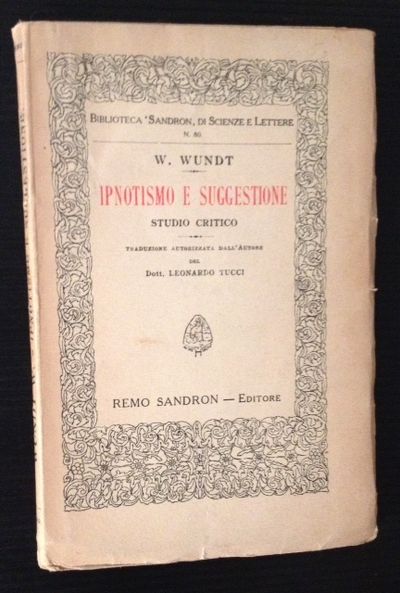 BIBLIOTECA "SANDRON„ DI SCIENZE E LETTERE
N. 80
W. WUNDT
IPNOTISMO E SUGGESTIONE
STUDIO CRITICO
TRADUZIONE AUTORIZZATA DALL'AUTORE
DEL
Dott. LEONARDO TUCCI
REMO SANDRON — EDITORE